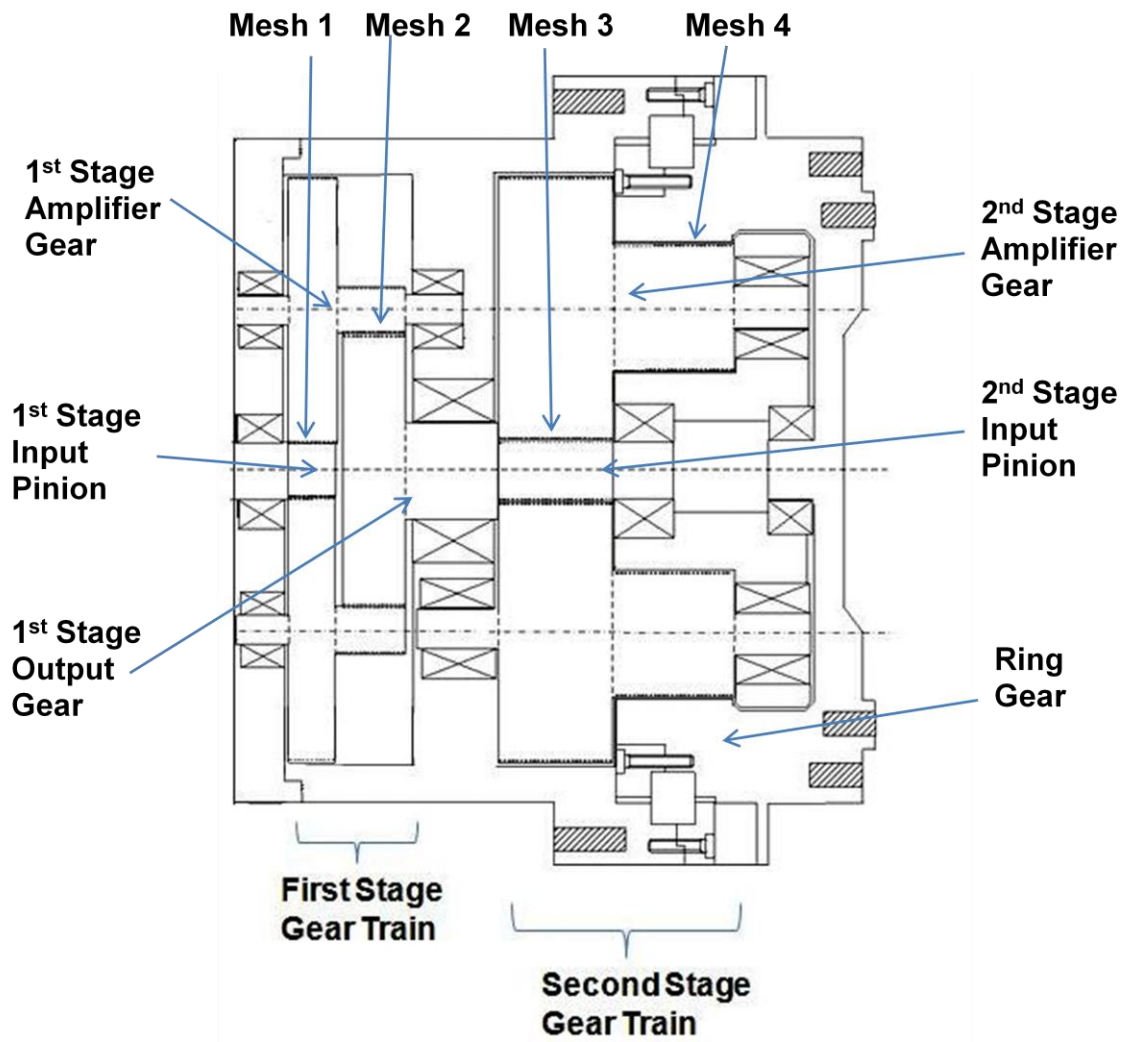 Mesh 1
Mesh 2
Mesh 3
Mesh 4
1st Stage
Amplifier
Gear
2nd Stage
Amplifier
Gear
1st Stage
Input
Pinion
2nd Stage
Input
Pinion
1st Stage
Output
Gear
Ring
Gear
First Stage
Gear Train
Second Stage
Gear Train